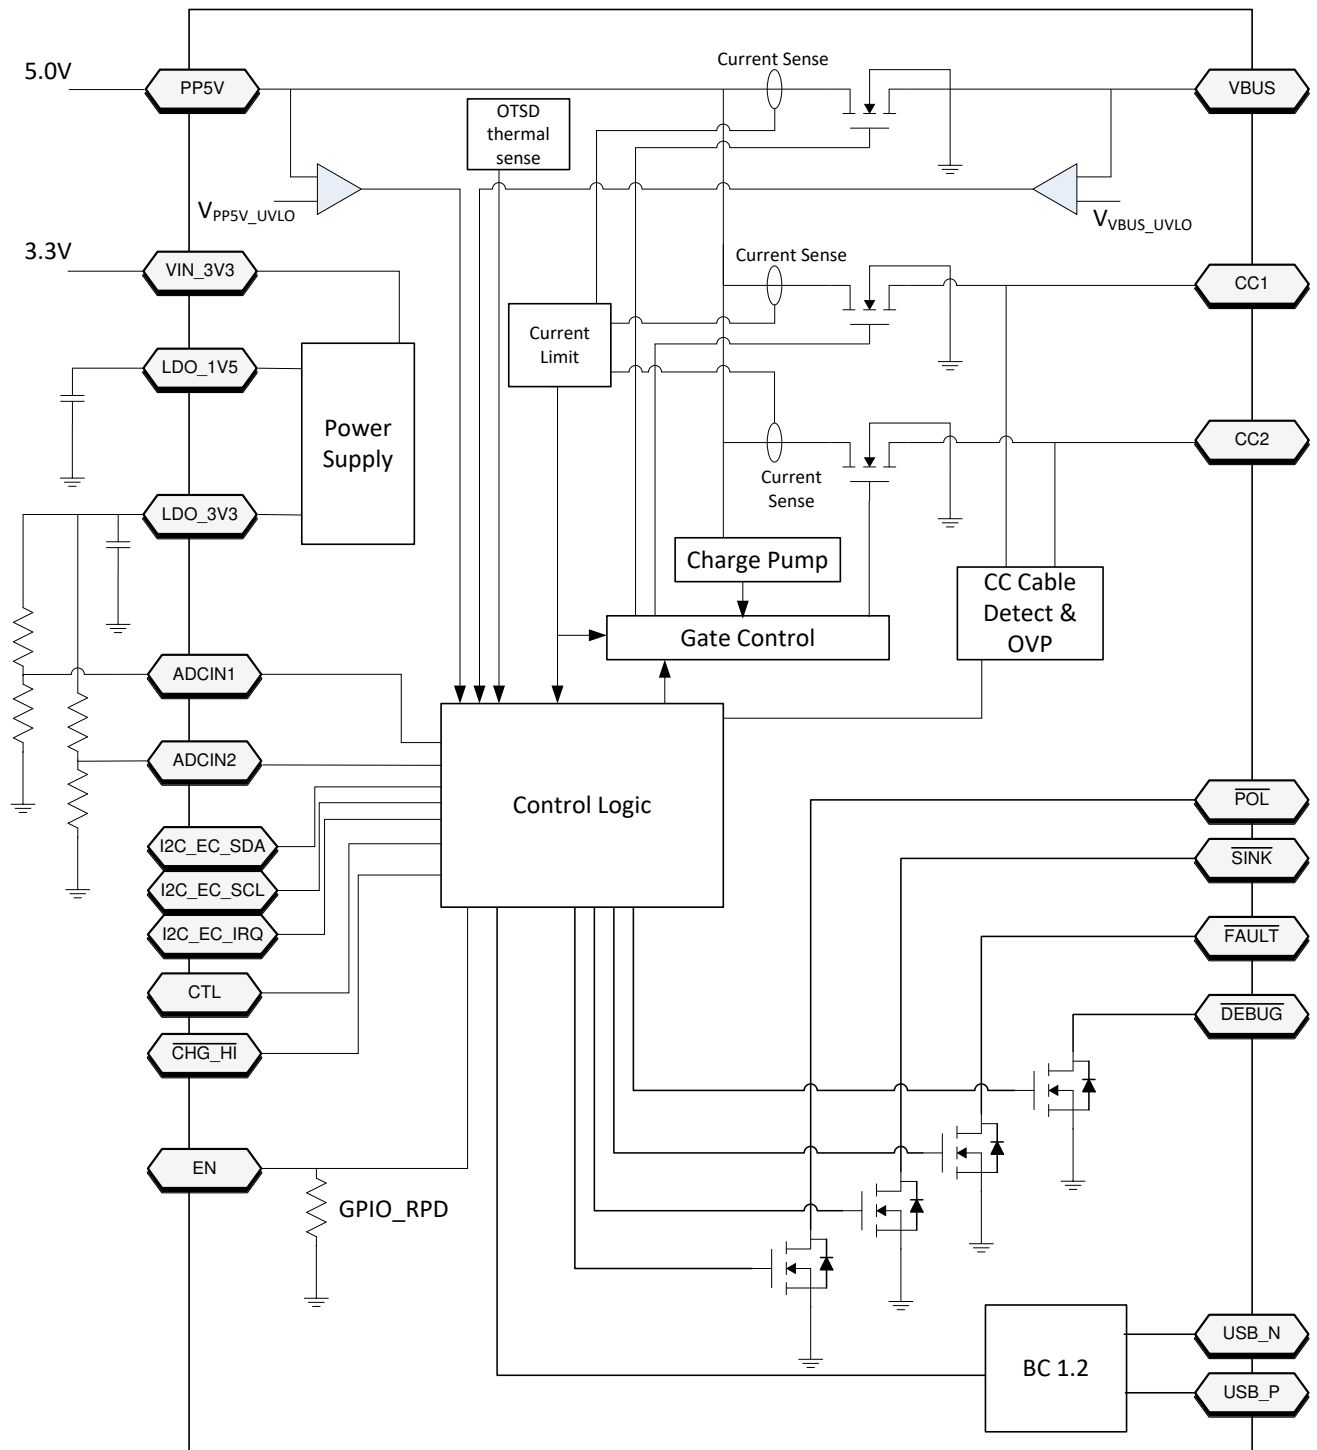 5.0V
PP5V
Current Sense
VBUS
OTSD
thermal
sense
VPP5V_UVLO
VVBUS_UVLO
3.3V
VIN_3V3
Current Sense
CC1
Current
Limit
LDO_1V5
Power
Supply
CC2
Current
Sense
LDO_3V3
Charge Pump
CC Cable
Detect &
OVP
Gate Control
ADCIN1
ADCIN2
Control Logic
POL
I2C_EC_SDA
SINK
I2C_EC_SCL
I2C_EC_IRQ
FAULT
CTL
DEBUG
CHG_HI
EN
GPIO_RPD
BC 1.2
USB_N
USB_P